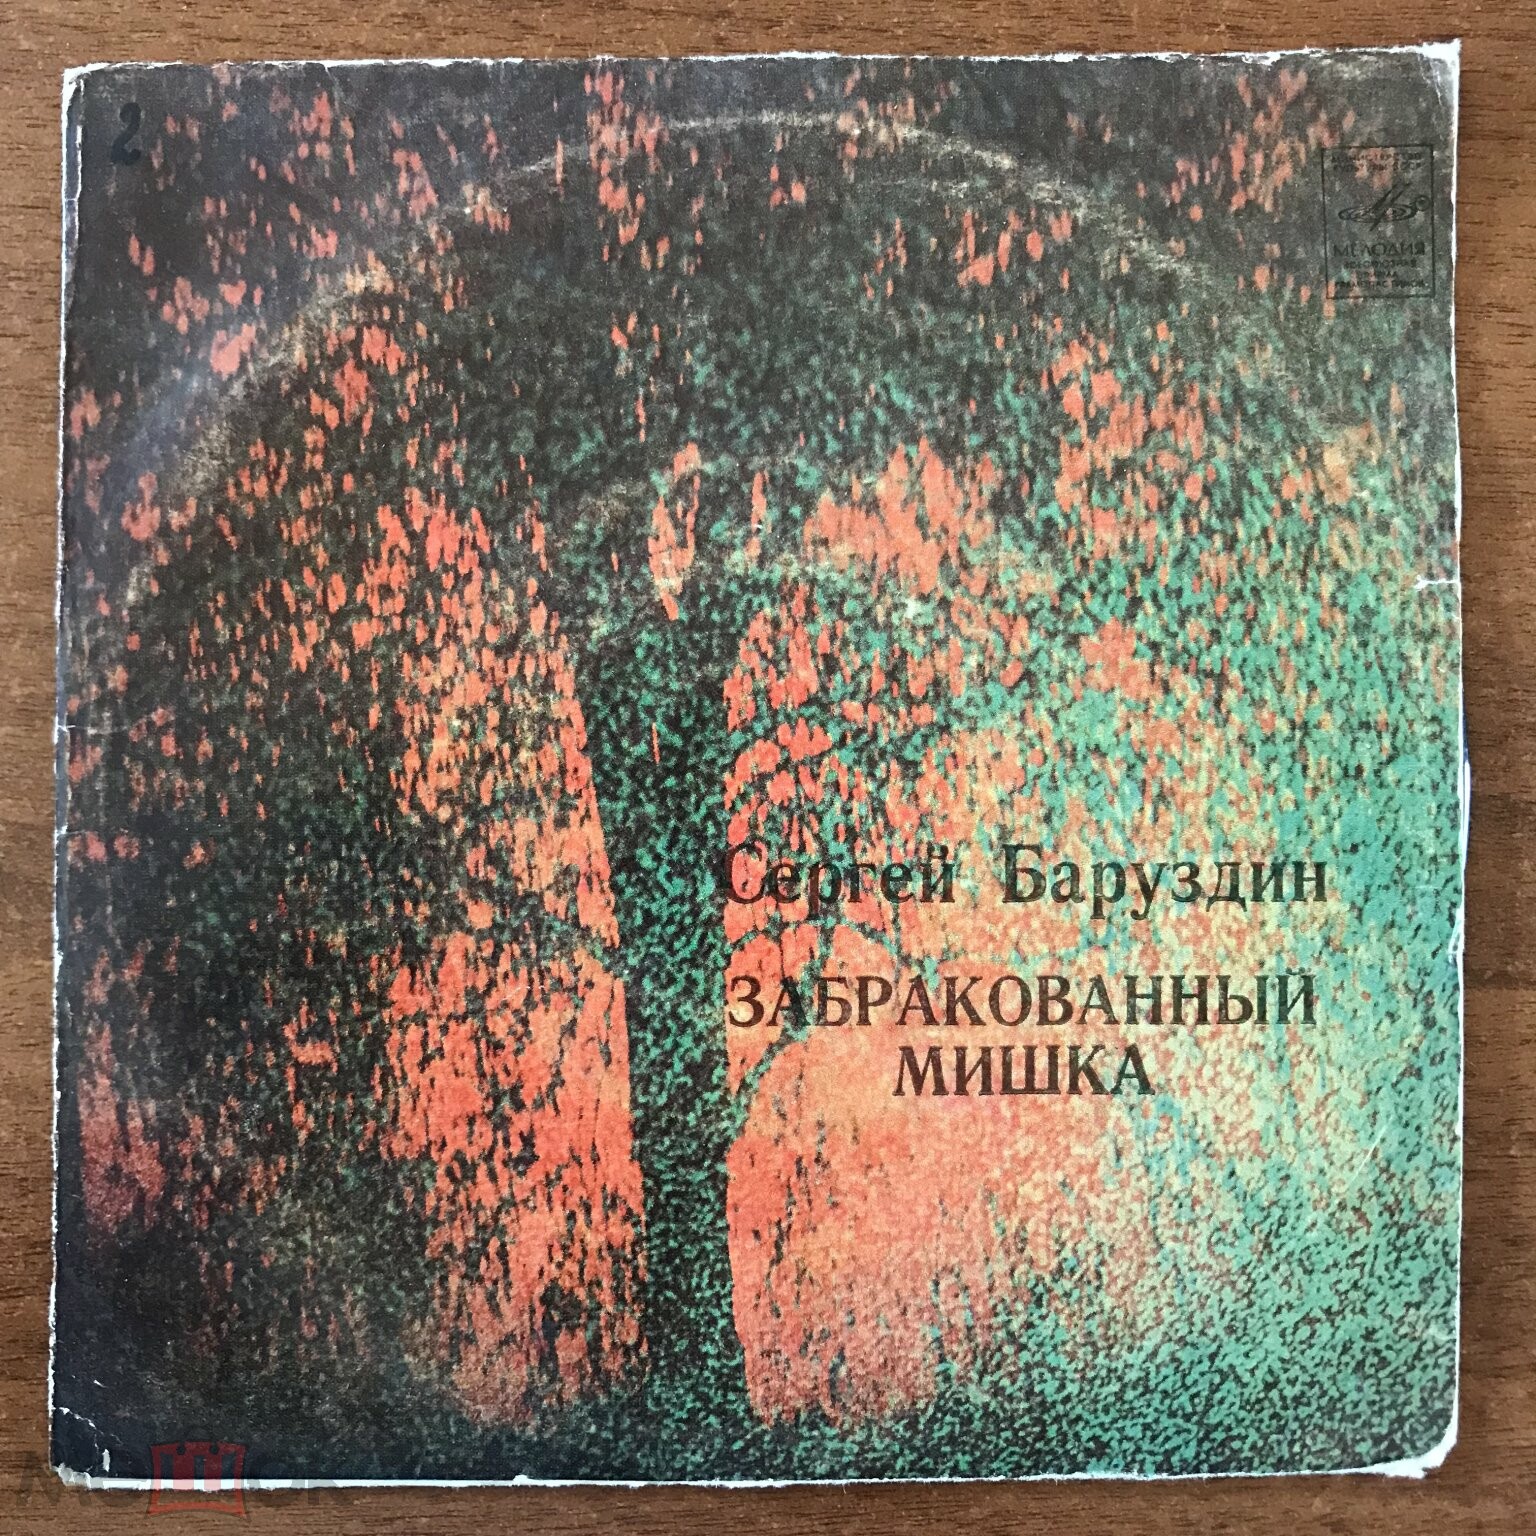 2
МЕЛОДИЯ
Сергей Баруздин
ЗАБРАКОВАННЫЙ
МИШКА